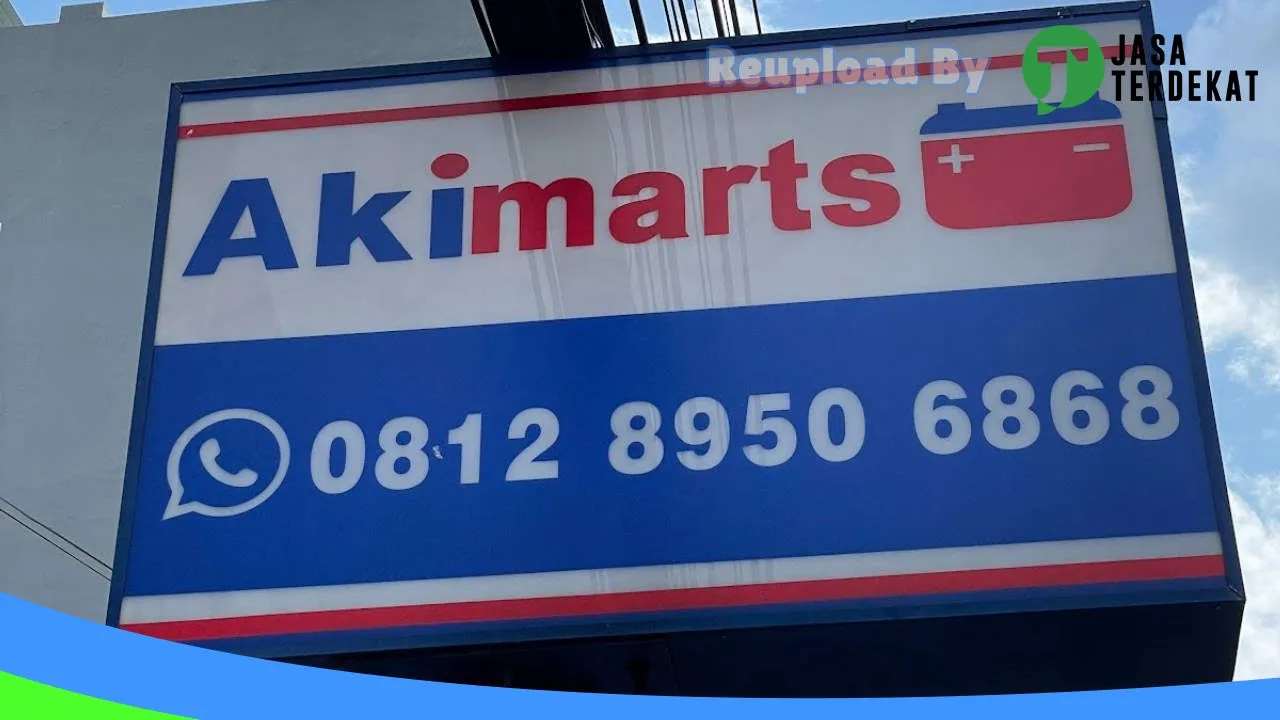 Reupload By
JASA
TERDEKAT
Akimarts
+ -
0812 8950 6868